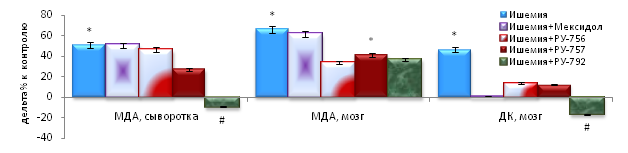 дельта% к контролю
80
60
40
20
0
-20
-40
*
#
*
*
*
#
МДА, сыворотка
МДА, мозг
ДК, мозг
Ишемия
Ишемия+Мексидол
Ишемия+РУ-756
Ишемия+РУ-757
Ишемия+РУ-792